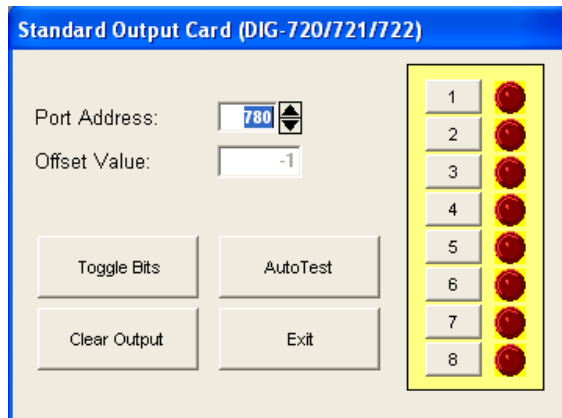 Standard Output Card (DIG-720/721/722)
Port Address: 780
Offset Value: -1
Toggle Bits AutoTest
Clear Output Exit
1
2
3
4
5
6
7
8